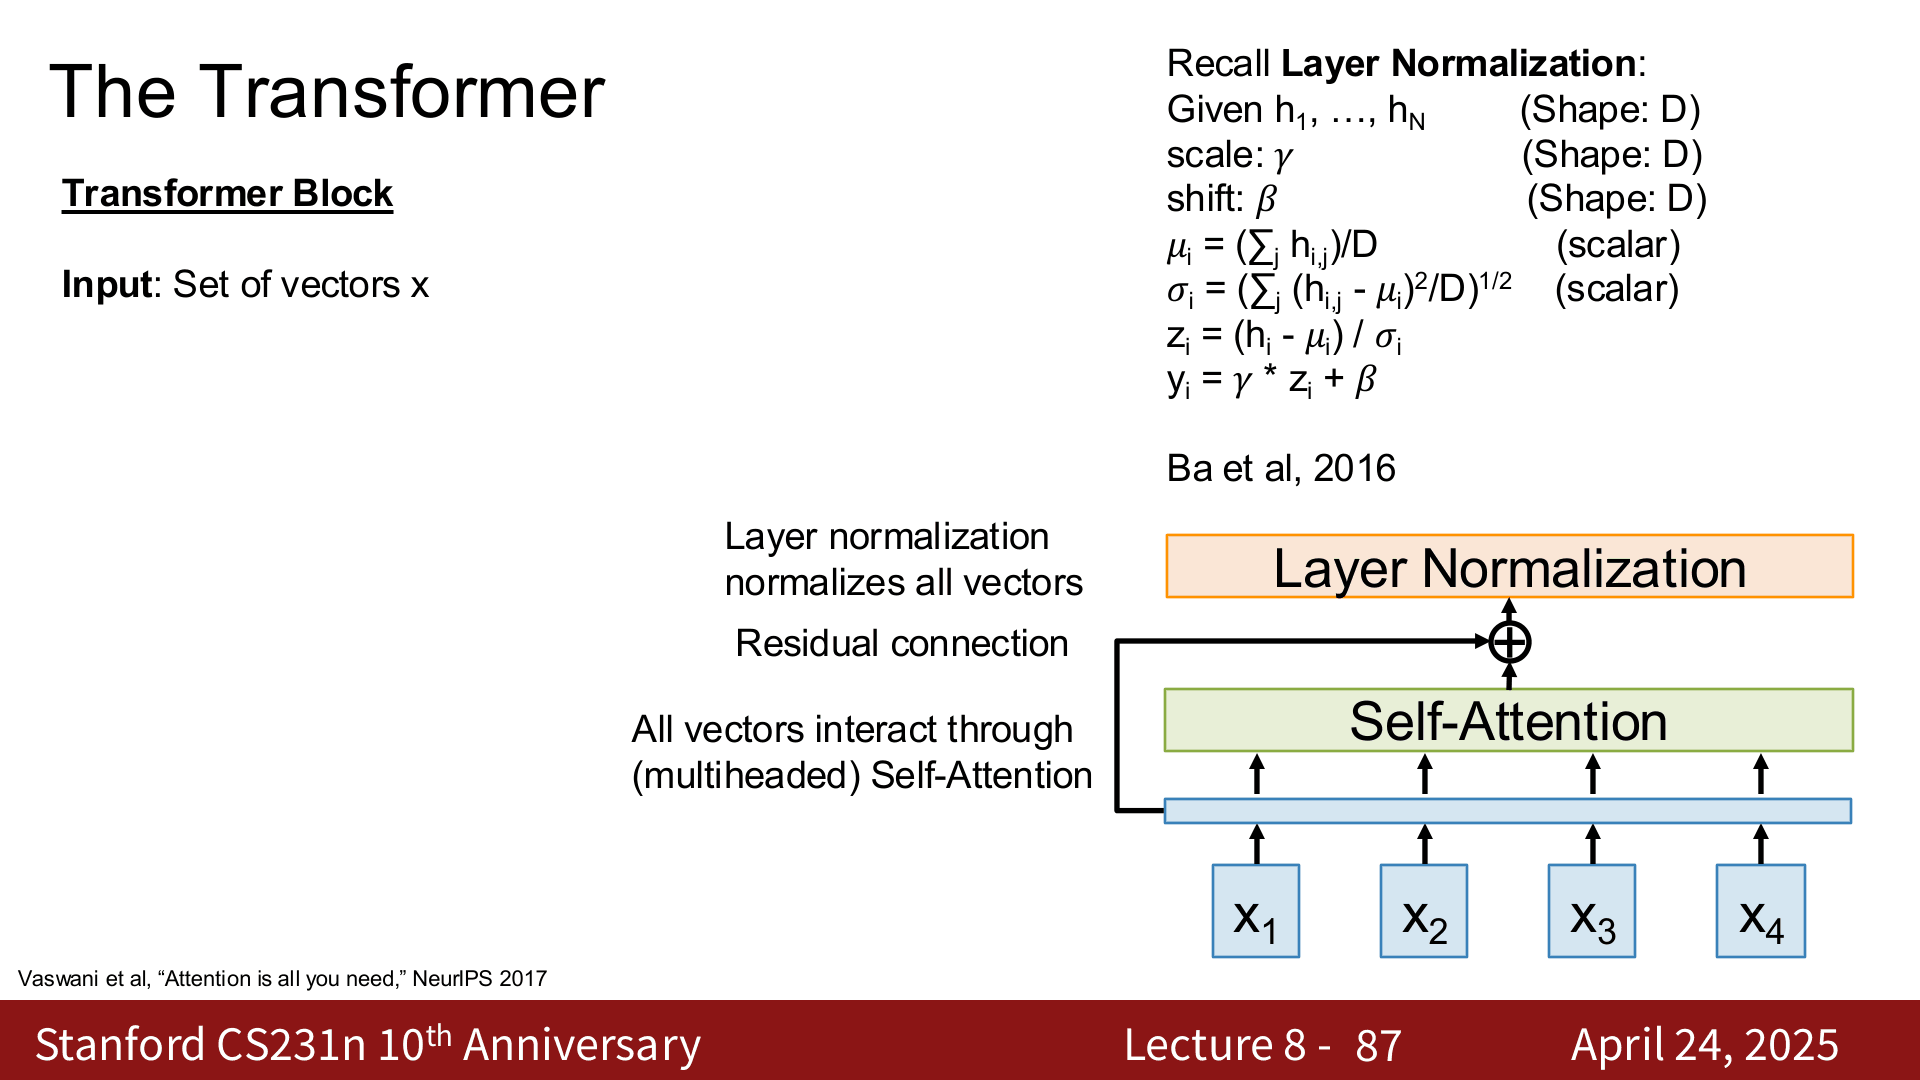 The Transformer
Transformer Block
Input: Set of vectors x
Recall Layer Normalization:
Given h₁, …, h_N (Shape: D)
scale: 𝛾 (Shape: D)
shift: 𝛽 (Shape: D)
𝜇ᵢ = (∑ⱼ h_i,j)/D (scalar)
𝜎ᵢ = (∑ⱼ (h_i,j - 𝜇ᵢ)²/D)^1/2 (scalar)
zᵢ = (hᵢ - 𝜇ᵢ) / 𝜎ᵢ
yᵢ = 𝛾 * zᵢ + 𝛽
Ba et al, 2016
Layer normalization
normalizes all vectors
Layer Normalization
Residual connection
All vectors interact through
(multiheaded) Self-Attention
Self-Attention
x₁ x₂ x₃ x₄
Vaswani et al, “Attention is all you need,” NeurIPS 2017
Stanford CS231n 10th Anniversary Lecture 8 - 87 April 24, 2025